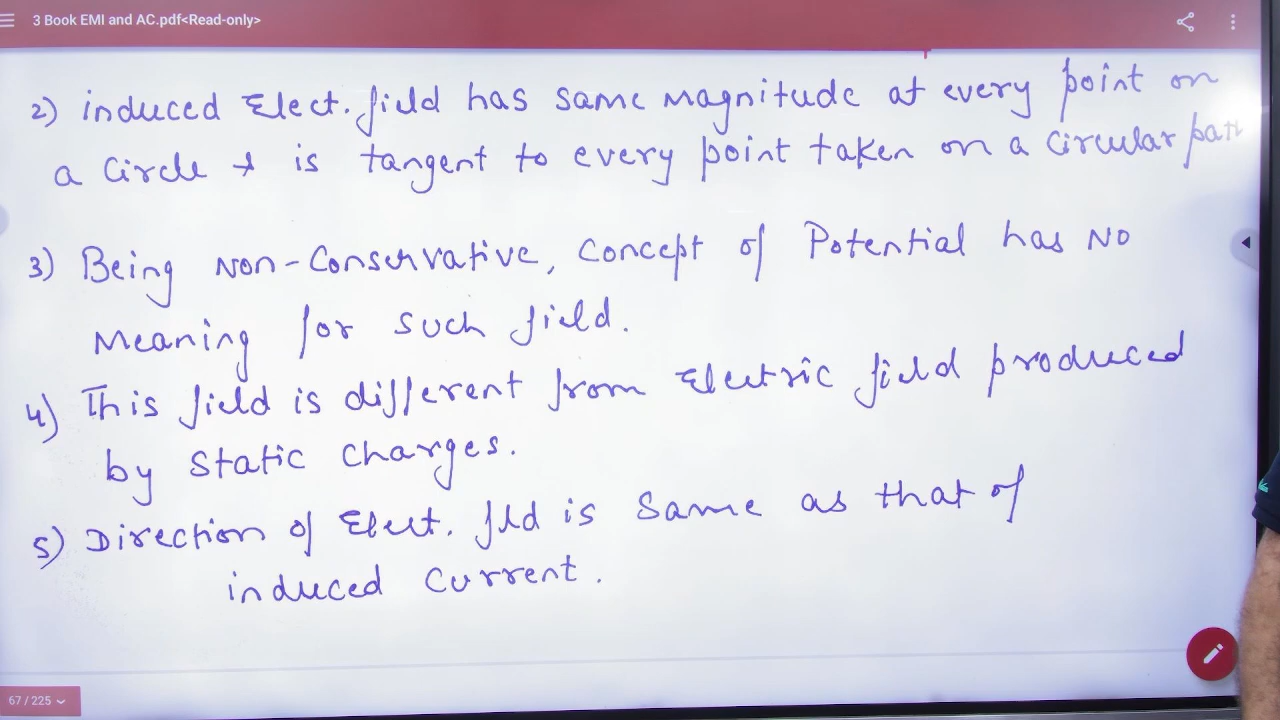 3 Book EMI and AC.pdf<Read-only>
2) induced Elect. field has same magnitude at every point on
a Circle & is tangent to every point taken on a Circular path
3) Being Non-Conservative, Concept of Potential has No
Meaning for such field.
4) This field is different from Electric field produced
by Static Charges.
5) Direction of Elect. fld is same as that of
induced Current.
67 / 225